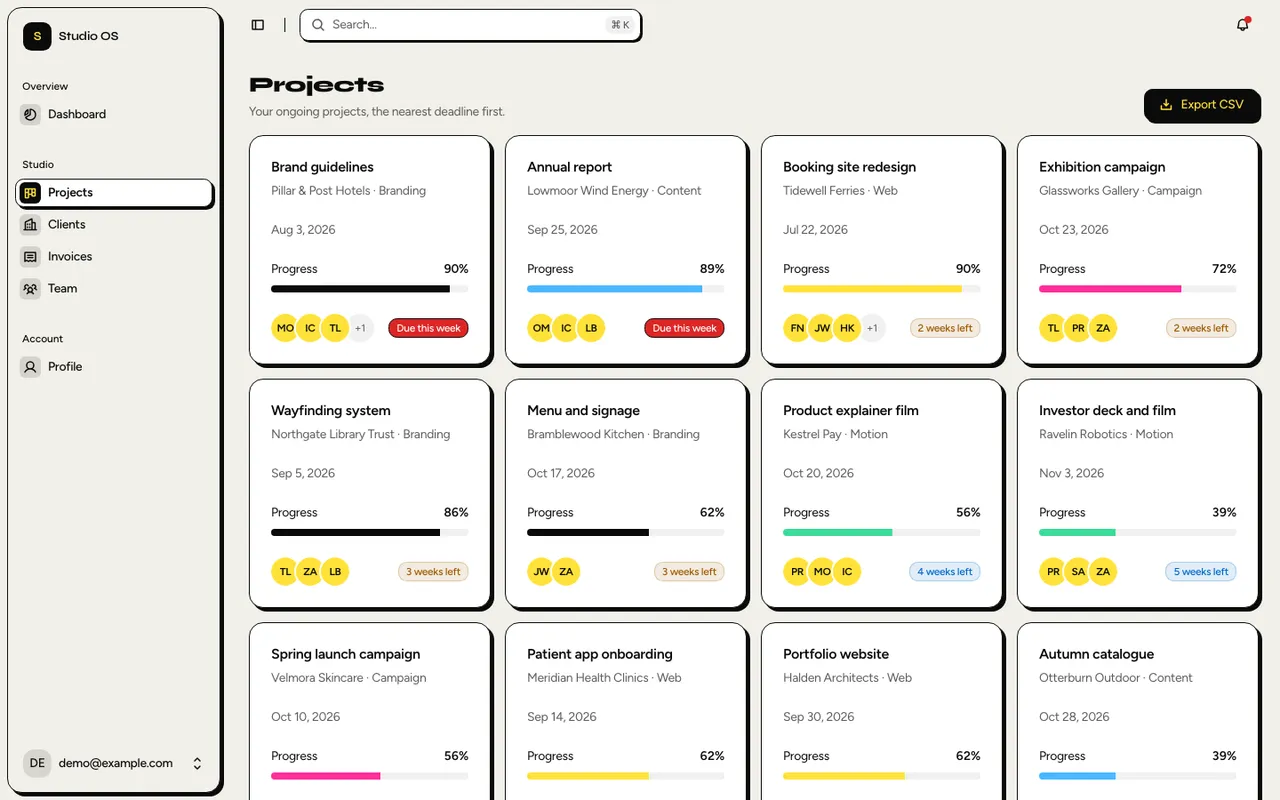 S Studio OS
Search...
⌘ K
Overview
Dashboard
Studio
Projects
Clients
Invoices
Team
Account
Profile
DE demo@example.com
Projects
Your ongoing projects, the nearest deadline first.
Export CSV
Brand guidelines
Pillar & Post Hotels · Branding
Aug 3, 2026
Progress 90%
MO IC TL +1 Due this week
Annual report
Lowmoor Wind Energy · Content
Sep 25, 2026
Progress 89%
OM IC LB Due this week
Booking site redesign
Tidewell Ferries · Web
Jul 22, 2026
Progress 90%
FN JW HK +1 2 weeks left
Exhibition campaign
Glassworks Gallery · Campaign
Oct 23, 2026
Progress 72%
TL PR ZA 2 weeks left
Wayfinding system
Northgate Library Trust · Branding
Sep 5, 2026
Progress 86%
TL ZA LB 3 weeks left
Menu and signage
Bramblewood Kitchen · Branding
Oct 17, 2026
Progress 62%
JW ZA 3 weeks left
Product explainer film
Kestrel Pay · Motion
Oct 20, 2026
Progress 56%
PR MO IC 4 weeks left
Investor deck and film
Ravelin Robotics · Motion
Nov 3, 2026
Progress 39%
PR SA ZA 5 weeks left
Spring launch campaign
Velmora Skincare · Campaign
Oct 10, 2026
Progress 56%
Patient app onboarding
Meridian Health Clinics · Web
Sep 14, 2026
Progress 62%
Portfolio website
Halden Architects · Web
Sep 30, 2026
Progress 62%
Autumn catalogue
Otterburn Outdoor · Content
Oct 28, 2026
Progress 39%